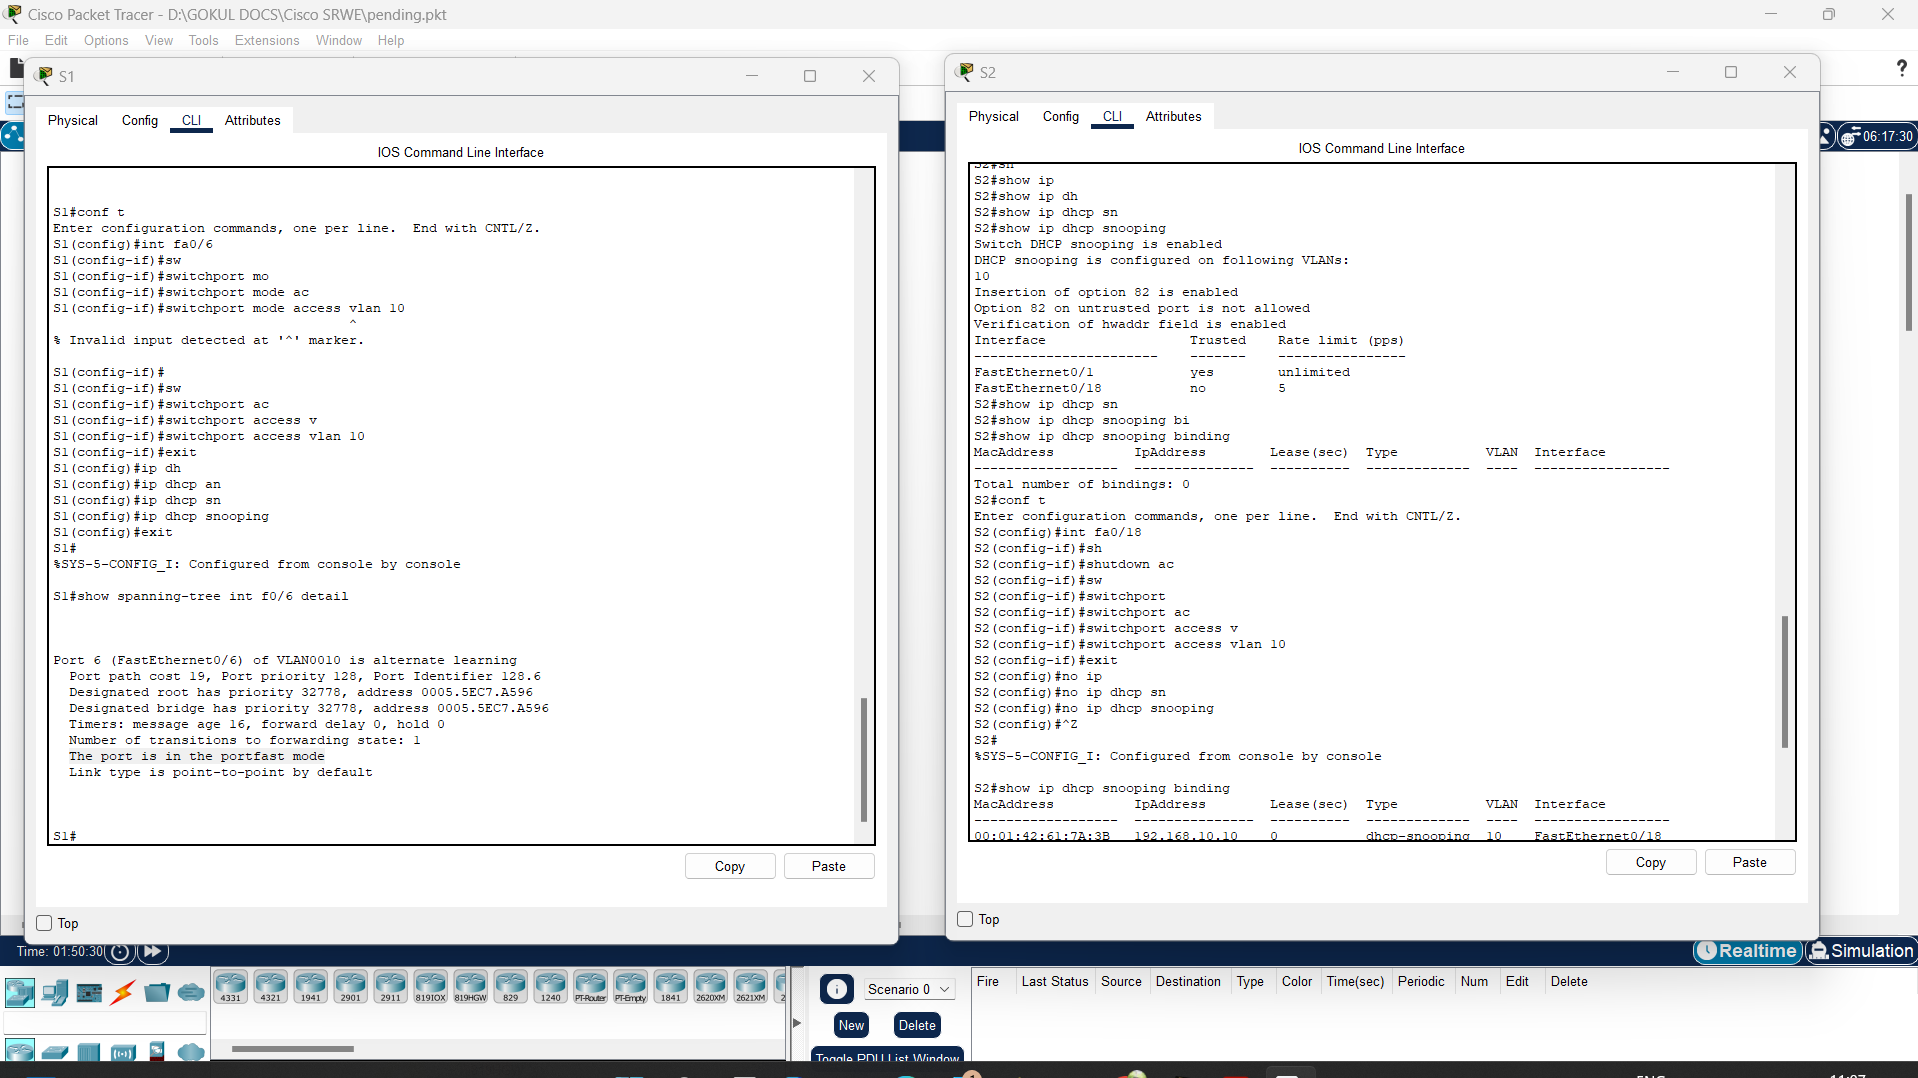 Cisco Packet Tracer - D:\GOKUL DOCS\Cisco SRWE\pending.pkt
File Edit Options View Tools Extensions Window Help
S1
Physical Config CLI Attributes
IOS Command Line Interface
S1#conf t
Enter configuration commands, one per line.  End with CNTL/Z.
S1(config)#int fa0/6
S1(config-if)#sw
S1(config-if)#switchport mo
S1(config-if)#switchport mode ac
S1(config-if)#switchport mode access vlan 10
^
% Invalid input detected at '^' marker.
S1(config-if)#
S1(config-if)#sw
S1(config-if)#switchport ac
S1(config-if)#switchport access v
S1(config-if)#switchport access vlan 10
S1(config-if)#exit
S1(config)#ip dh
S1(config)#ip dhcp an
S1(config)#ip dhcp sn
S1(config)#ip dhcp snooping
S1(config)#exit
S1#
%SYS-5-CONFIG_I: Configured from console by console
S1#show spanning-tree int f0/6 detail
Port 6 (FastEthernet0/6) of VLAN0010 is alternate learning
Port path cost 19, Port priority 128, Port Identifier 128.6
Designated root has priority 32778, address 0005.5EC7.A596
Designated bridge has priority 32778, address 0005.5EC7.A596
Timers: message age 16, forward delay 0, hold 0
Number of transitions to forwarding state: 1
The port is in the portfast mode
Link type is point-to-point by default
S1#
Copy Paste
Top
S2
Physical Config CLI Attributes
IOS Command Line Interface
S2#sh
S2#show ip
S2#show ip dh
S2#show ip dhcp sn
S2#show ip dhcp snooping
Switch DHCP snooping is enabled
DHCP snooping is configured on following VLANs:
10
Insertion of option 82 is enabled
Option 82 on untrusted port is not allowed
Verification of hwaddr field is enabled
Interface Trusted Rate limit (pps)
----------------------- ------- ----------------
FastEthernet0/1 yes unlimited
FastEthernet0/18 no 5
S2#show ip dhcp sn
S2#show ip dhcp snooping bi
S2#show ip dhcp snooping binding
MacAddress IpAddress Lease(sec) Type VLAN Interface
------------------ --------------- ---------- ------------- ---- -----------------
Total number of bindings: 0
S2#conf t
Enter configuration commands, one per line.  End with CNTL/Z.
S2(config)#int fa0/18
S2(config-if)#sh
S2(config-if)#shutdown ac
S2(config-if)#sw
S2(config-if)#switchport
S2(config-if)#switchport ac
S2(config-if)#switchport access v
S2(config-if)#switchport access vlan 10
S2(config-if)#exit
S2(config)#no ip
S2(config)#no ip dhcp sn
S2(config)#no ip dhcp snooping
S2(config)#^Z
S2#
%SYS-5-CONFIG_I: Configured from console by console
S2#show ip dhcp snooping binding
MacAddress IpAddress Lease(sec) Type VLAN Interface
------------------ --------------- ---------- ------------- ---- -----------------
00:01:42:61:7A:3B 192.168.10.10 0 dhcp-snooping 10 FastEthernet0/18
Copy Paste
Top
?
06:17:30
Time: 01:50:30
Realtime Simulation
4331 4321 1941 2901 2911 819IOX 819HGW 829 1240 PT-Router PT-Empty 1841 2620XM 2621XM 2
Scenario 0
New Delete
Toggle PDU List Window
Fire Last Status Source Destination Type Color Time(sec) Periodic Num Edit Delete
1
ENG 11:07